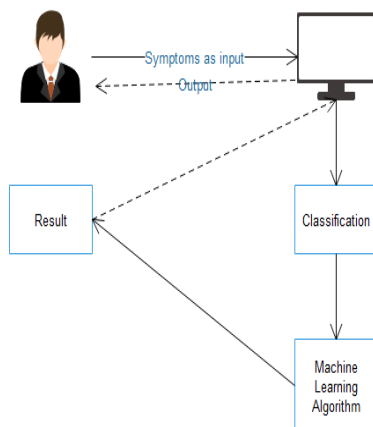 Symptoms as input
Output
Result
Classification
Machine
Learning
Algorithm